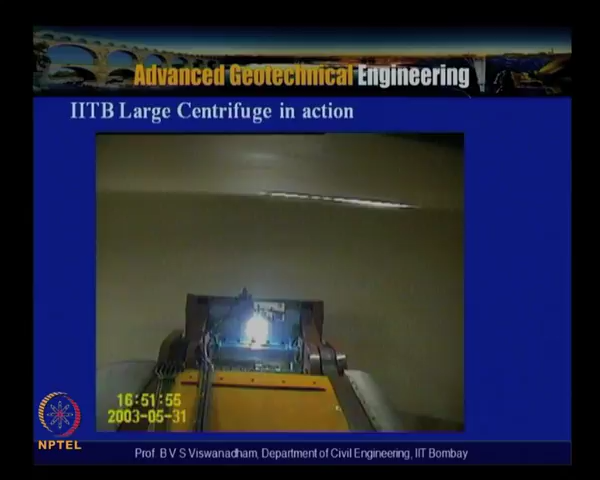 Advanced Geotechnical Engineering
IITB Large Centrifuge in action
16:51:55
2003-05-31
NPTEL
Prof. B V S Viswanadham, Department of Civil Engineering, IIT Bombay